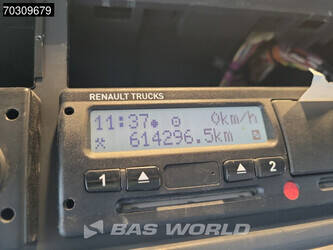 70309679
RENAULT TRUCKS
11:37 0km/h
614296.5km
1 2
BAS WORLD